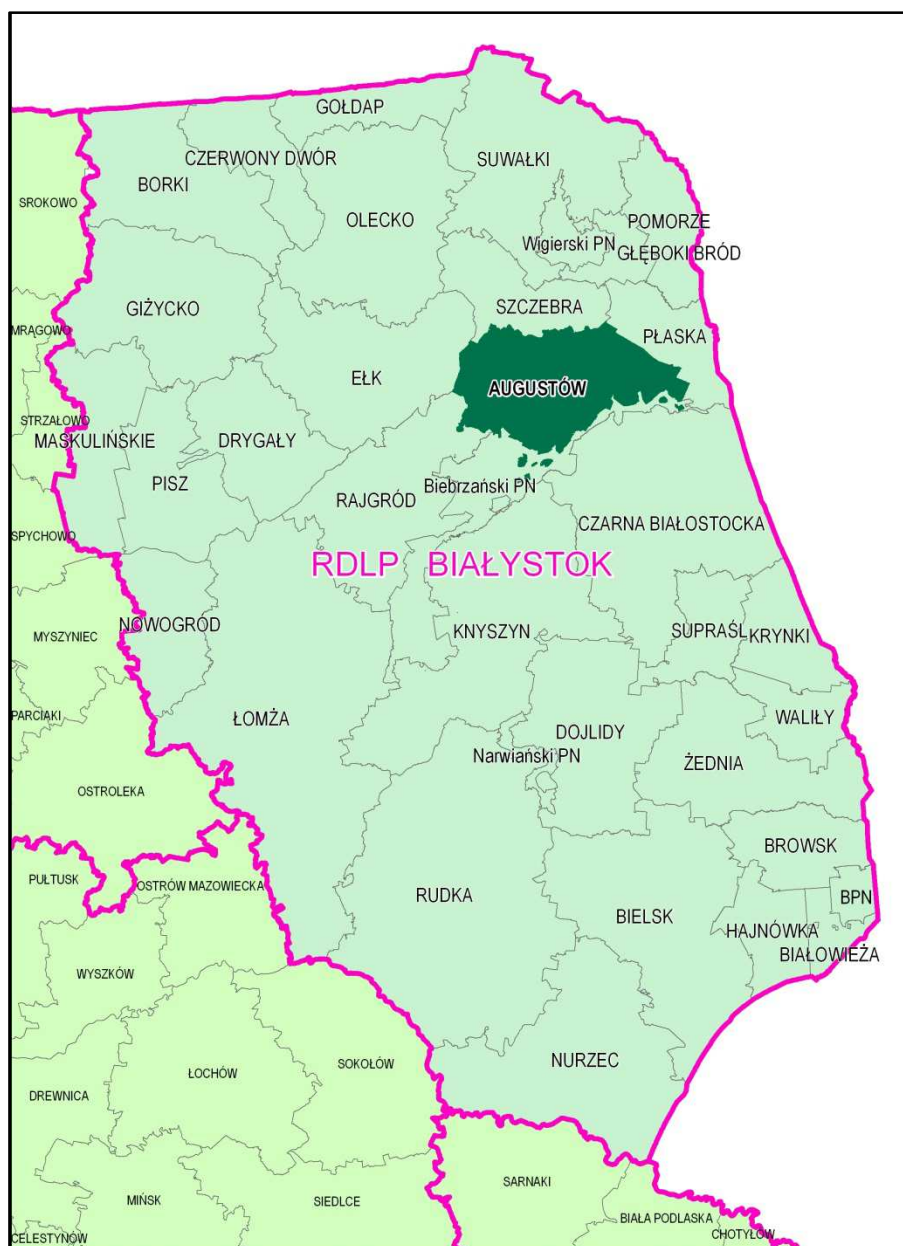 GOŁDAP
CZERWONY DWÓR
SUWAŁKI
BORKI
SROKOWO
OLECKO
POMORZE
Wigierski PN
GŁĘBOKI BRÓD
GIŻYCKO
SZCZEBRA
MRĄGOWO
PŁASKA
EŁK
AUGUSTÓW
STRZAŁOWO
MASKULIŃSKIE
DRYGAŁY
PISZ
Biebrzański PN
RAJGRÓD
CZARNA BIAŁOSTOCKA
SPYCHOWO
RDLP BIAŁYSTOK
NOWOGRÓD
KNYSZYN
SUPRAŚL
KRYNKI
MYSZYNIEC
PARCIAKI
ŁOMŻA
WALIŁY
DOJLIDY
Narwiański PN
ŻEDNIA
OSTROŁEKA
BROWSK
PUŁTUSK
OSTRÓW MAZOWIECKA
RUDKA
BPN
BIELSK
HAJNÓWKA
BIAŁOWIEŻA
WYSZKÓW
NURZEC
SOKOŁÓW
ŁOCHÓW
DREWNICA
SARNAKI
MIŃSK
SIEDLCE
BIAŁA PODLASKA
CHOTYŁÓW
CELESTYNÓW